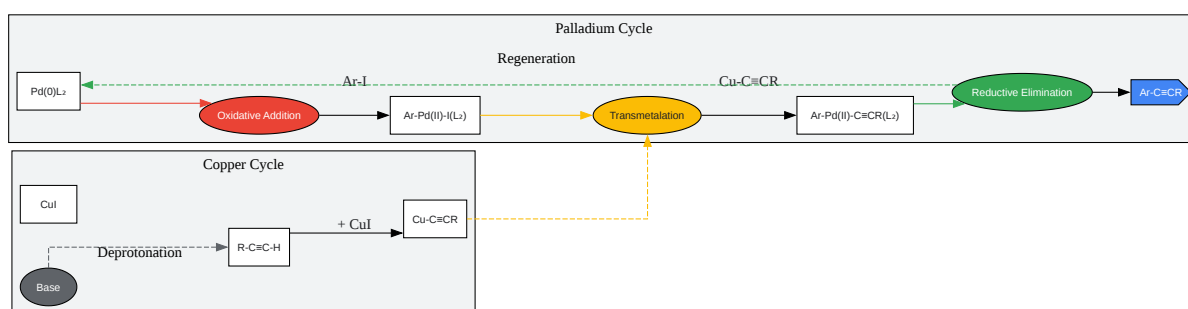 Palladium Cycle
Regeneration
Ar-I
Cu-C≡CR
Pd(0)L₂
Oxidative Addition
Ar-Pd(II)-I(L₂)
Transmetalation
Ar-Pd(II)-C≡CR(L₂)
Reductive Elimination
Ar-C≡CR
Copper Cycle
CuI
+ CuI
Cu-C≡CR
R-C≡C-H
Deprotonation
Base